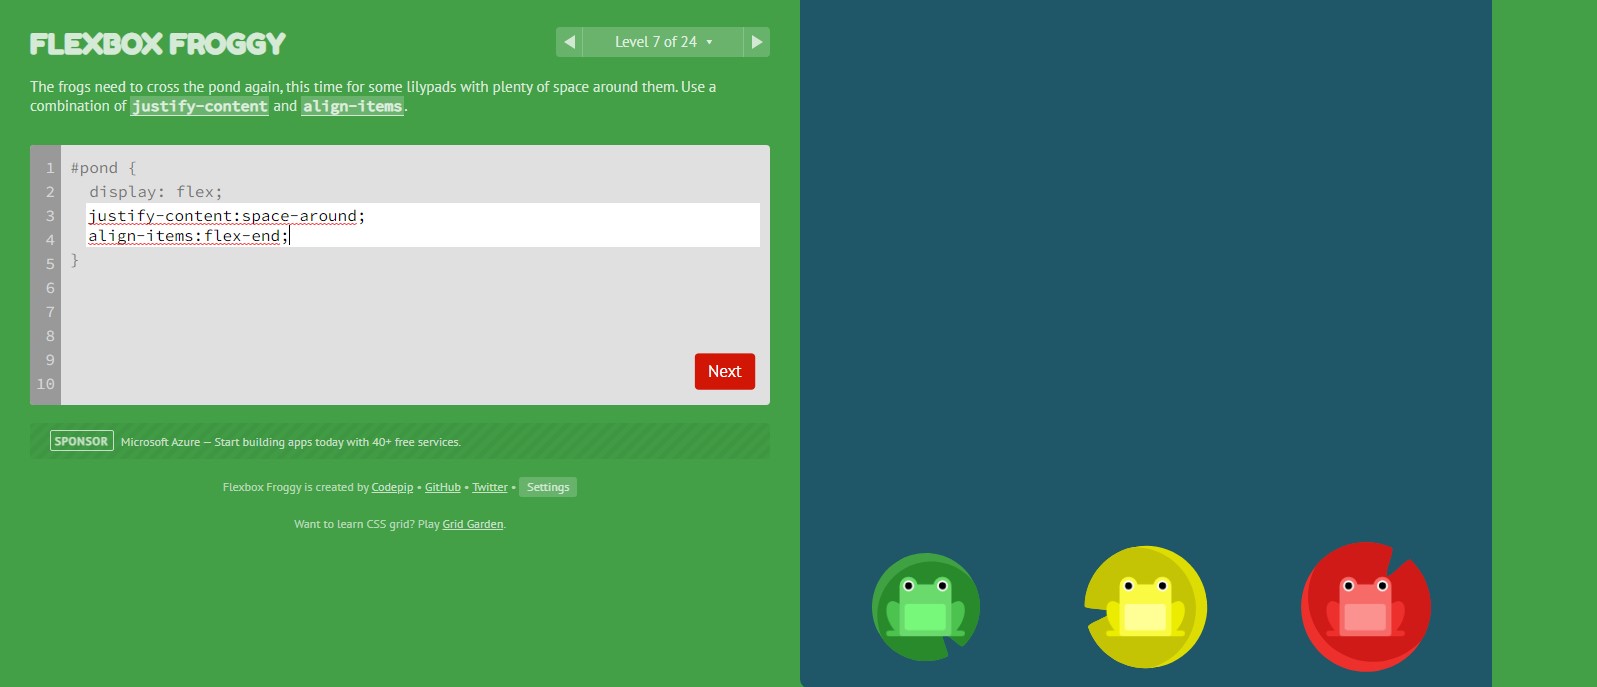 FLEXBOX FROGGY
◀ Level 7 of 24 ▼ ▶
The frogs need to cross the pond again, this time for some lilypads with plenty of space around them. Use a
combination of justify-content and align-items.
1 #pond {
2 display: flex;
3 justify-content:space-around;
4 align-items:flex-end;
5 }
6
7
8
9
10
Next
SPONSOR Microsoft Azure — Start building apps today with 40+ free services.
Flexbox Froggy is created by Codepip • GitHub • Twitter • Settings
Want to learn CSS grid? Play Grid Garden.